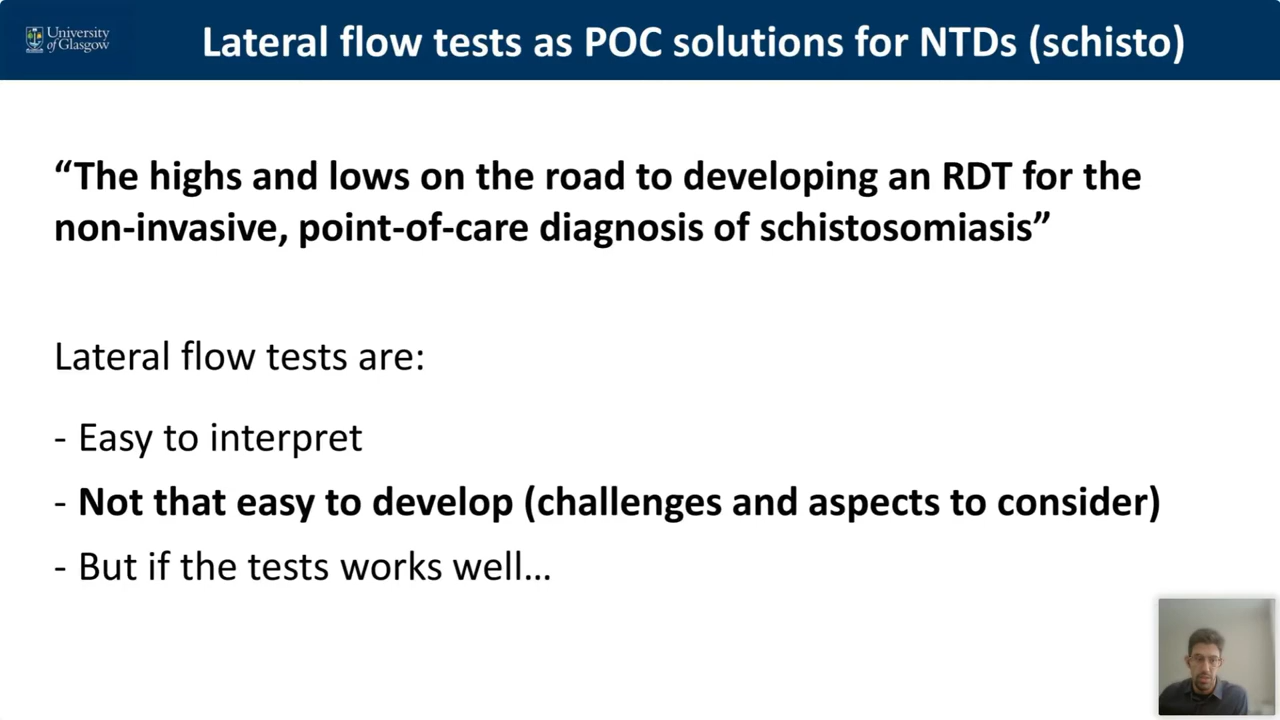 University
of Glasgow
Lateral flow tests as POC solutions for NTDs (schisto)
“The highs and lows on the road to developing an RDT for the
non-invasive, point-of-care diagnosis of schistosomiasis”
Lateral flow tests are:
- Easy to interpret
- Not that easy to develop (challenges and aspects to consider)
- But if the tests works well…